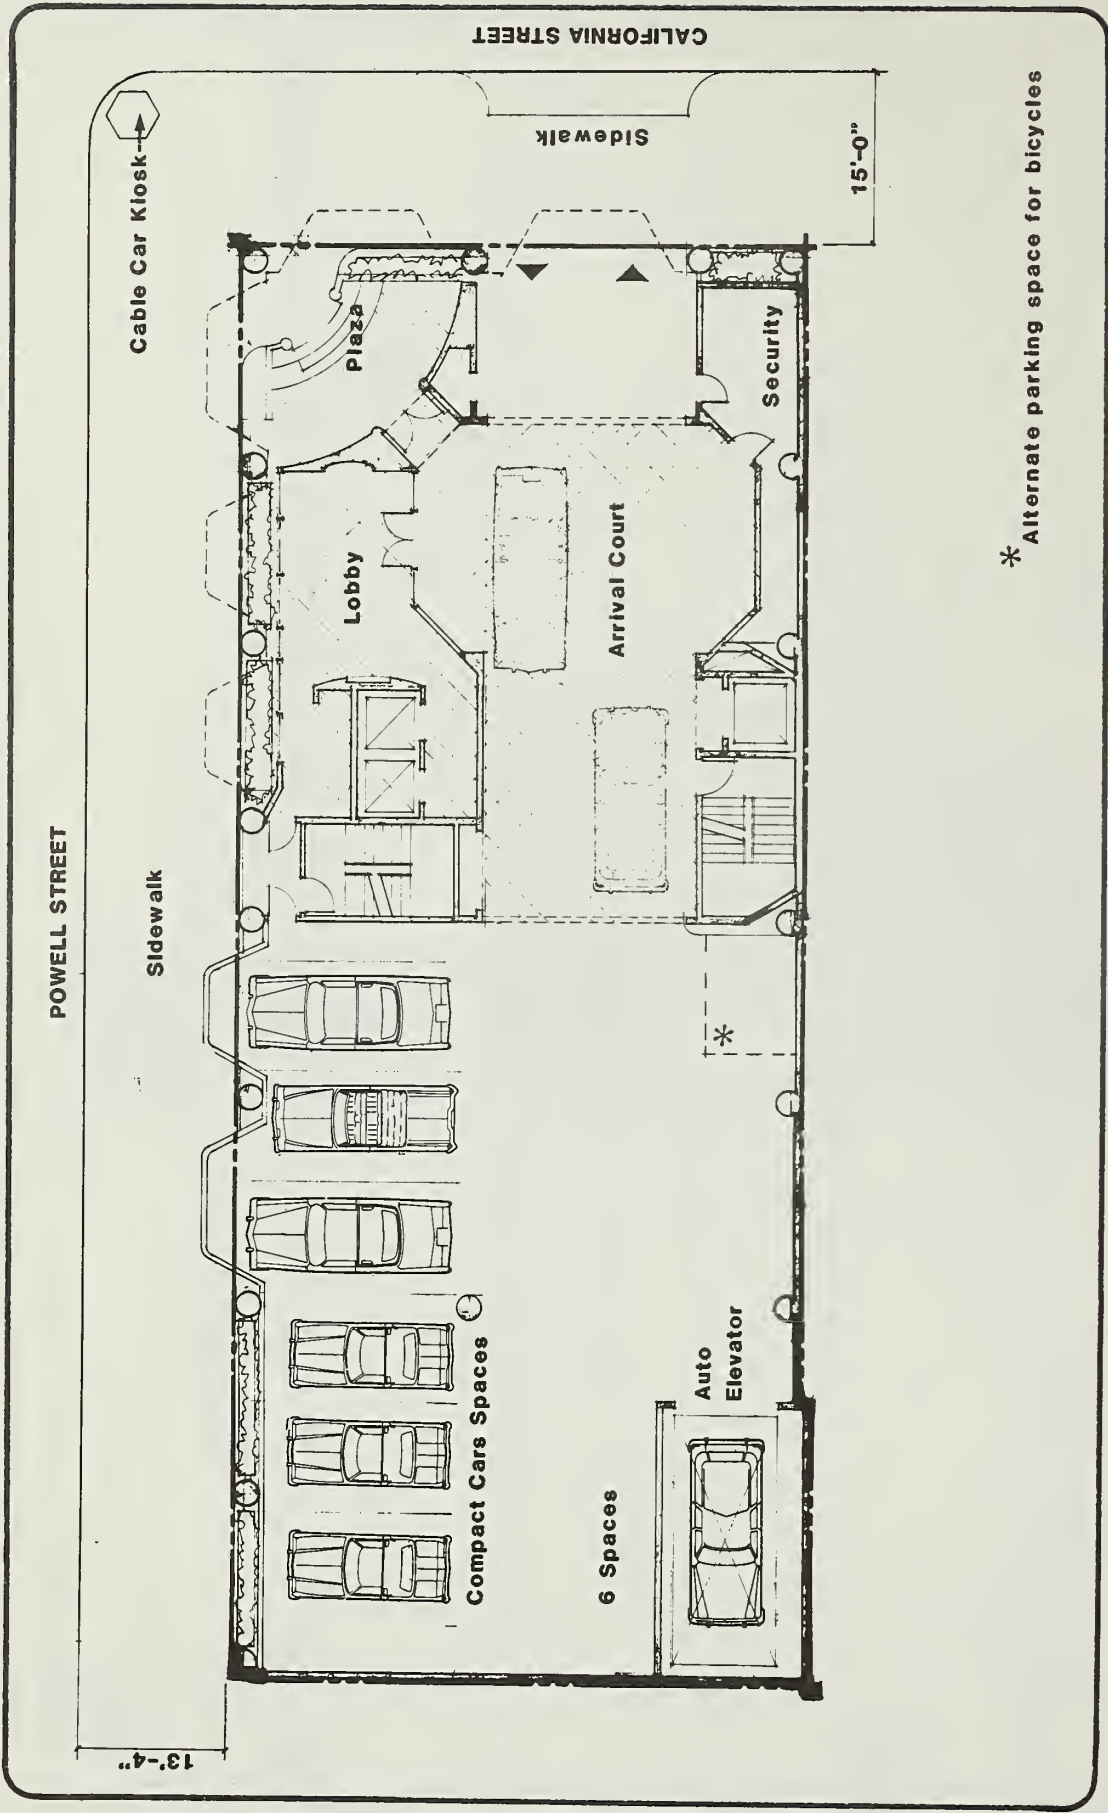 CALIFORNIA STREET
Sidewalk
15'-0"
Cable Car Kiosk
POWELL STREET
Sidewalk
13'-4"
Plaza
Lobby
Arrival Court
Security
Compact Cars Spaces
6 Spaces
Auto
Elevator
*
* Alternate parking space for bicycles